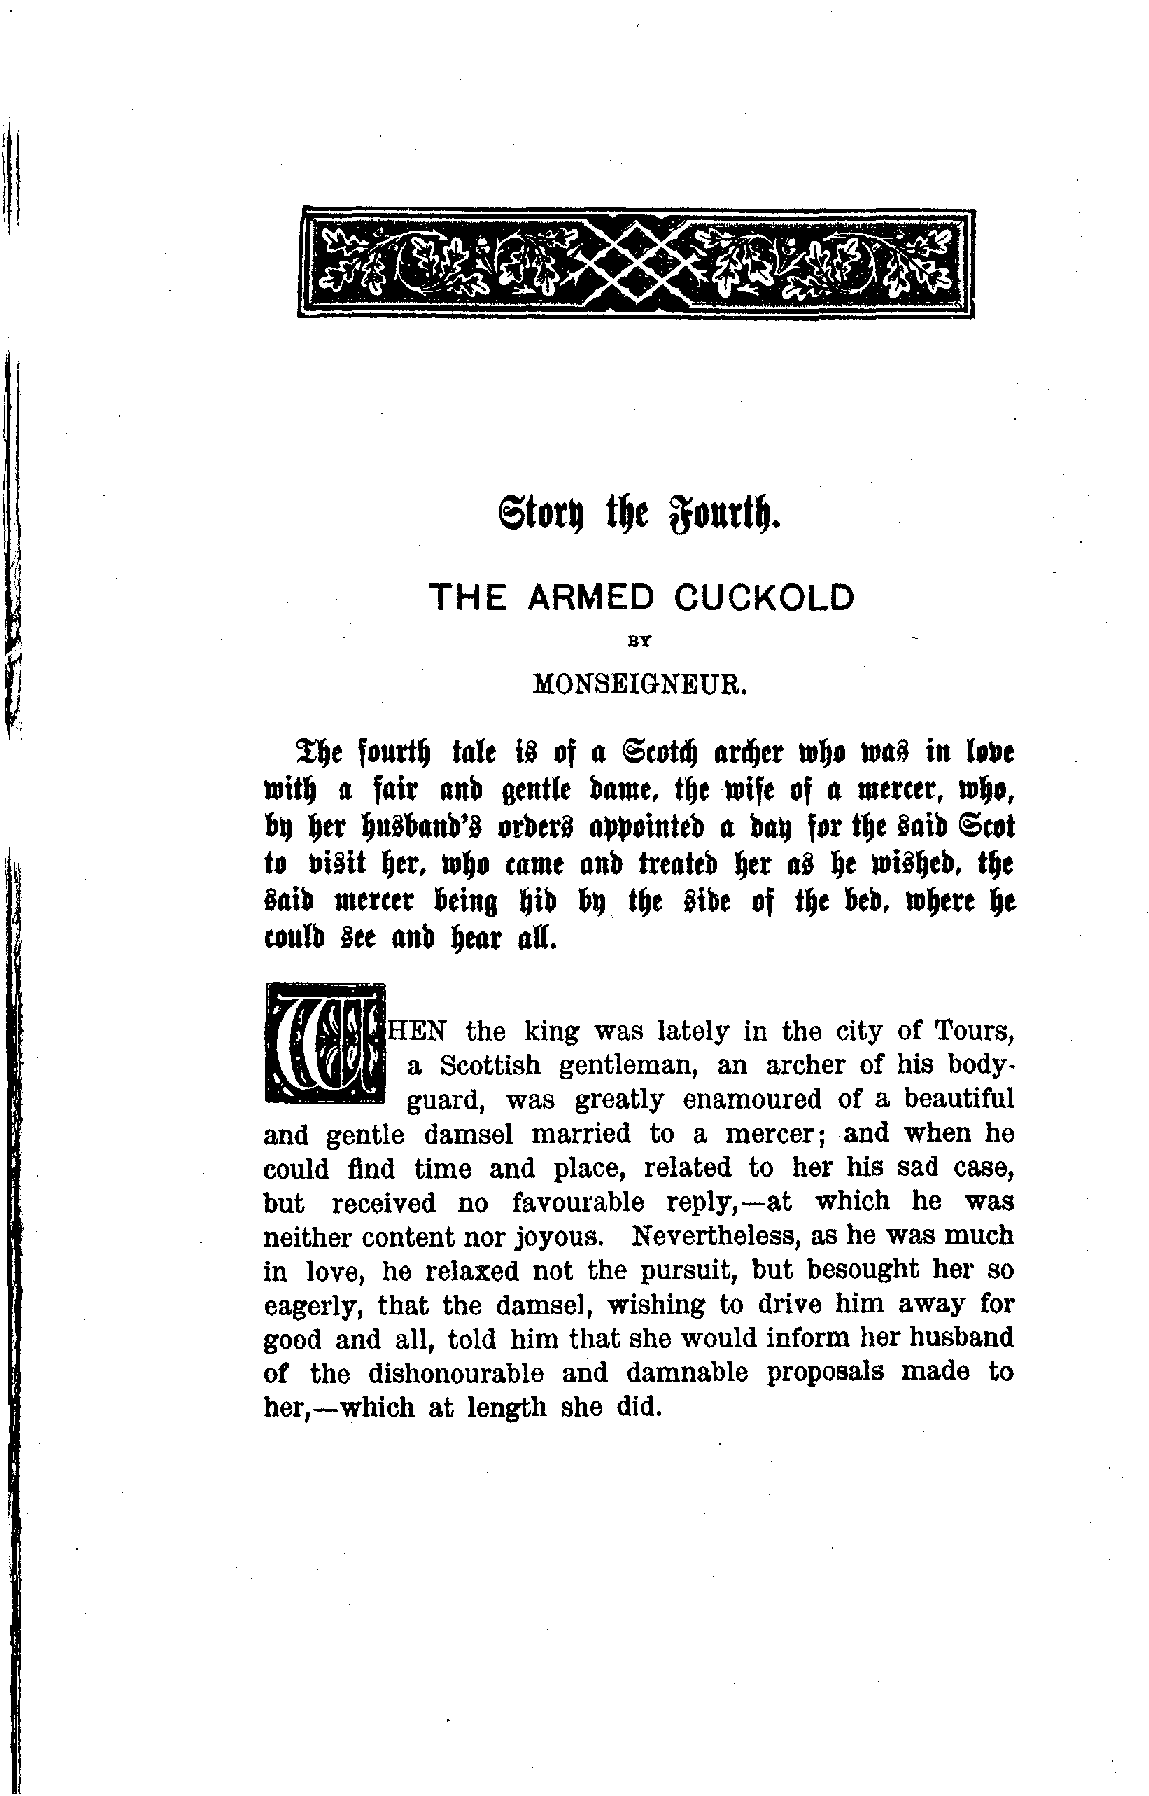 Story the Fourth.
THE ARMED CUCKOLD
BY
MONSEIGNEUR.
The fourth tale is of a Scotch archer who was in love
with a fair and gentle dame, the wife of a mercer, who,
by her husband's orders appointed a day for the said Scot
to visit her, who came and treated her as he wished, the
said mercer being hid by the side of the bed, where he
could see and hear all.
WHEN the king was lately in the city of Tours,
a Scottish gentleman, an archer of his body-
guard, was greatly enamoured of a beautiful
and gentle damsel married to a mercer; and when he
could find time and place, related to her his sad case,
but received no favourable reply,—at which he was
neither content nor joyous. Nevertheless, as he was much
in love, he relaxed not the pursuit, but besought her so
eagerly, that the damsel, wishing to drive him away for
good and all, told him that she would inform her husband
of the dishonourable and damnable proposals made to
her,—which at length she did.